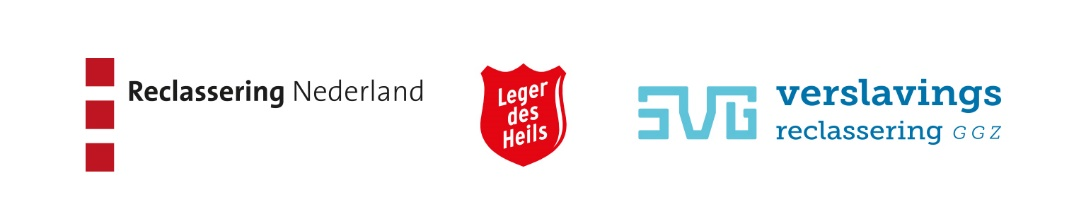 Reclassering Nederland
Leger
des
Heils
SVG
verslavings
reclassering GGZ